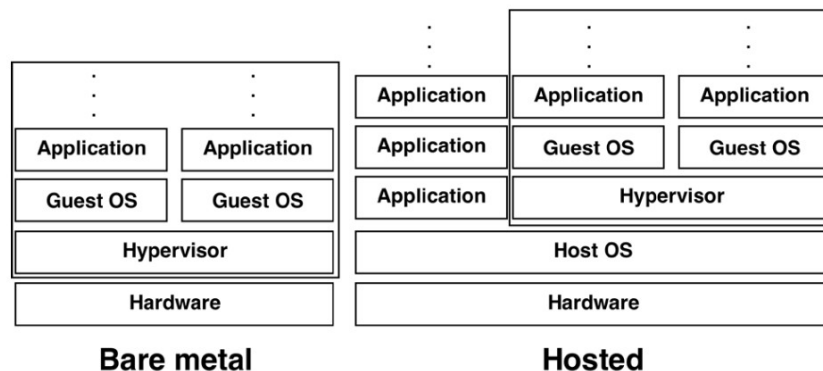 Application
Application
Guest OS
Guest OS
Hypervisor
Hardware
Bare metal
Application
Application
Application
Application
Guest OS
Guest OS
Application
Hypervisor
Host OS
Hardware
Hosted